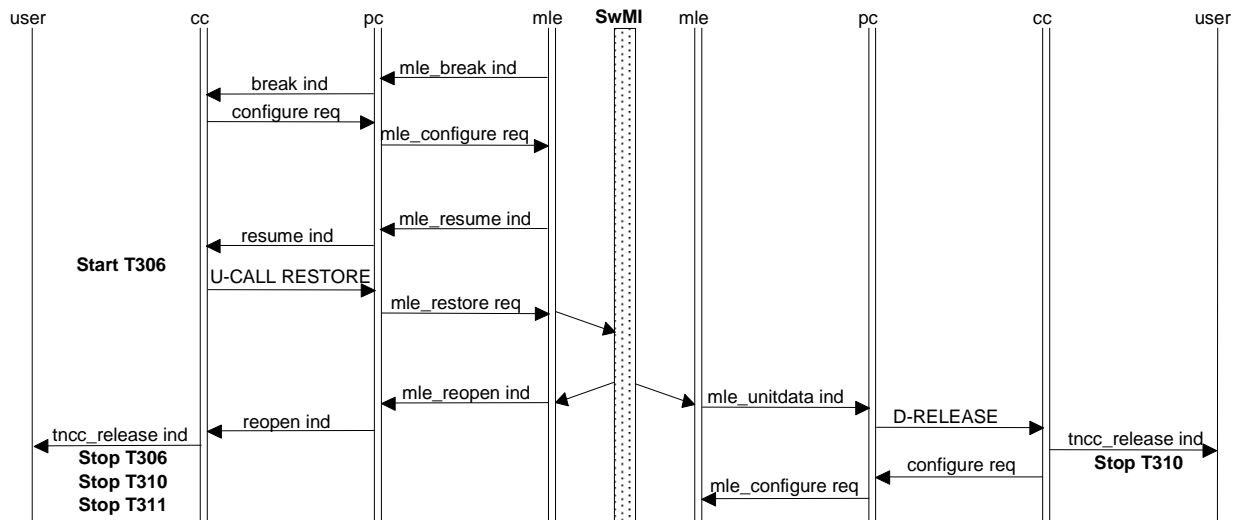 user cc pc mle SwMI mle pc cc user
mle_break ind
break ind
configure req
mle_configure req
mle_resume ind
resume ind
Start T306
U-CALL RESTORE
mle_restore req
mle_reopen ind mle_unitdata ind
reopen ind D-RELEASE
tncc_release ind tncc_release ind
Stop T306 configure req Stop T310
Stop T310 mle_configure req
Stop T311